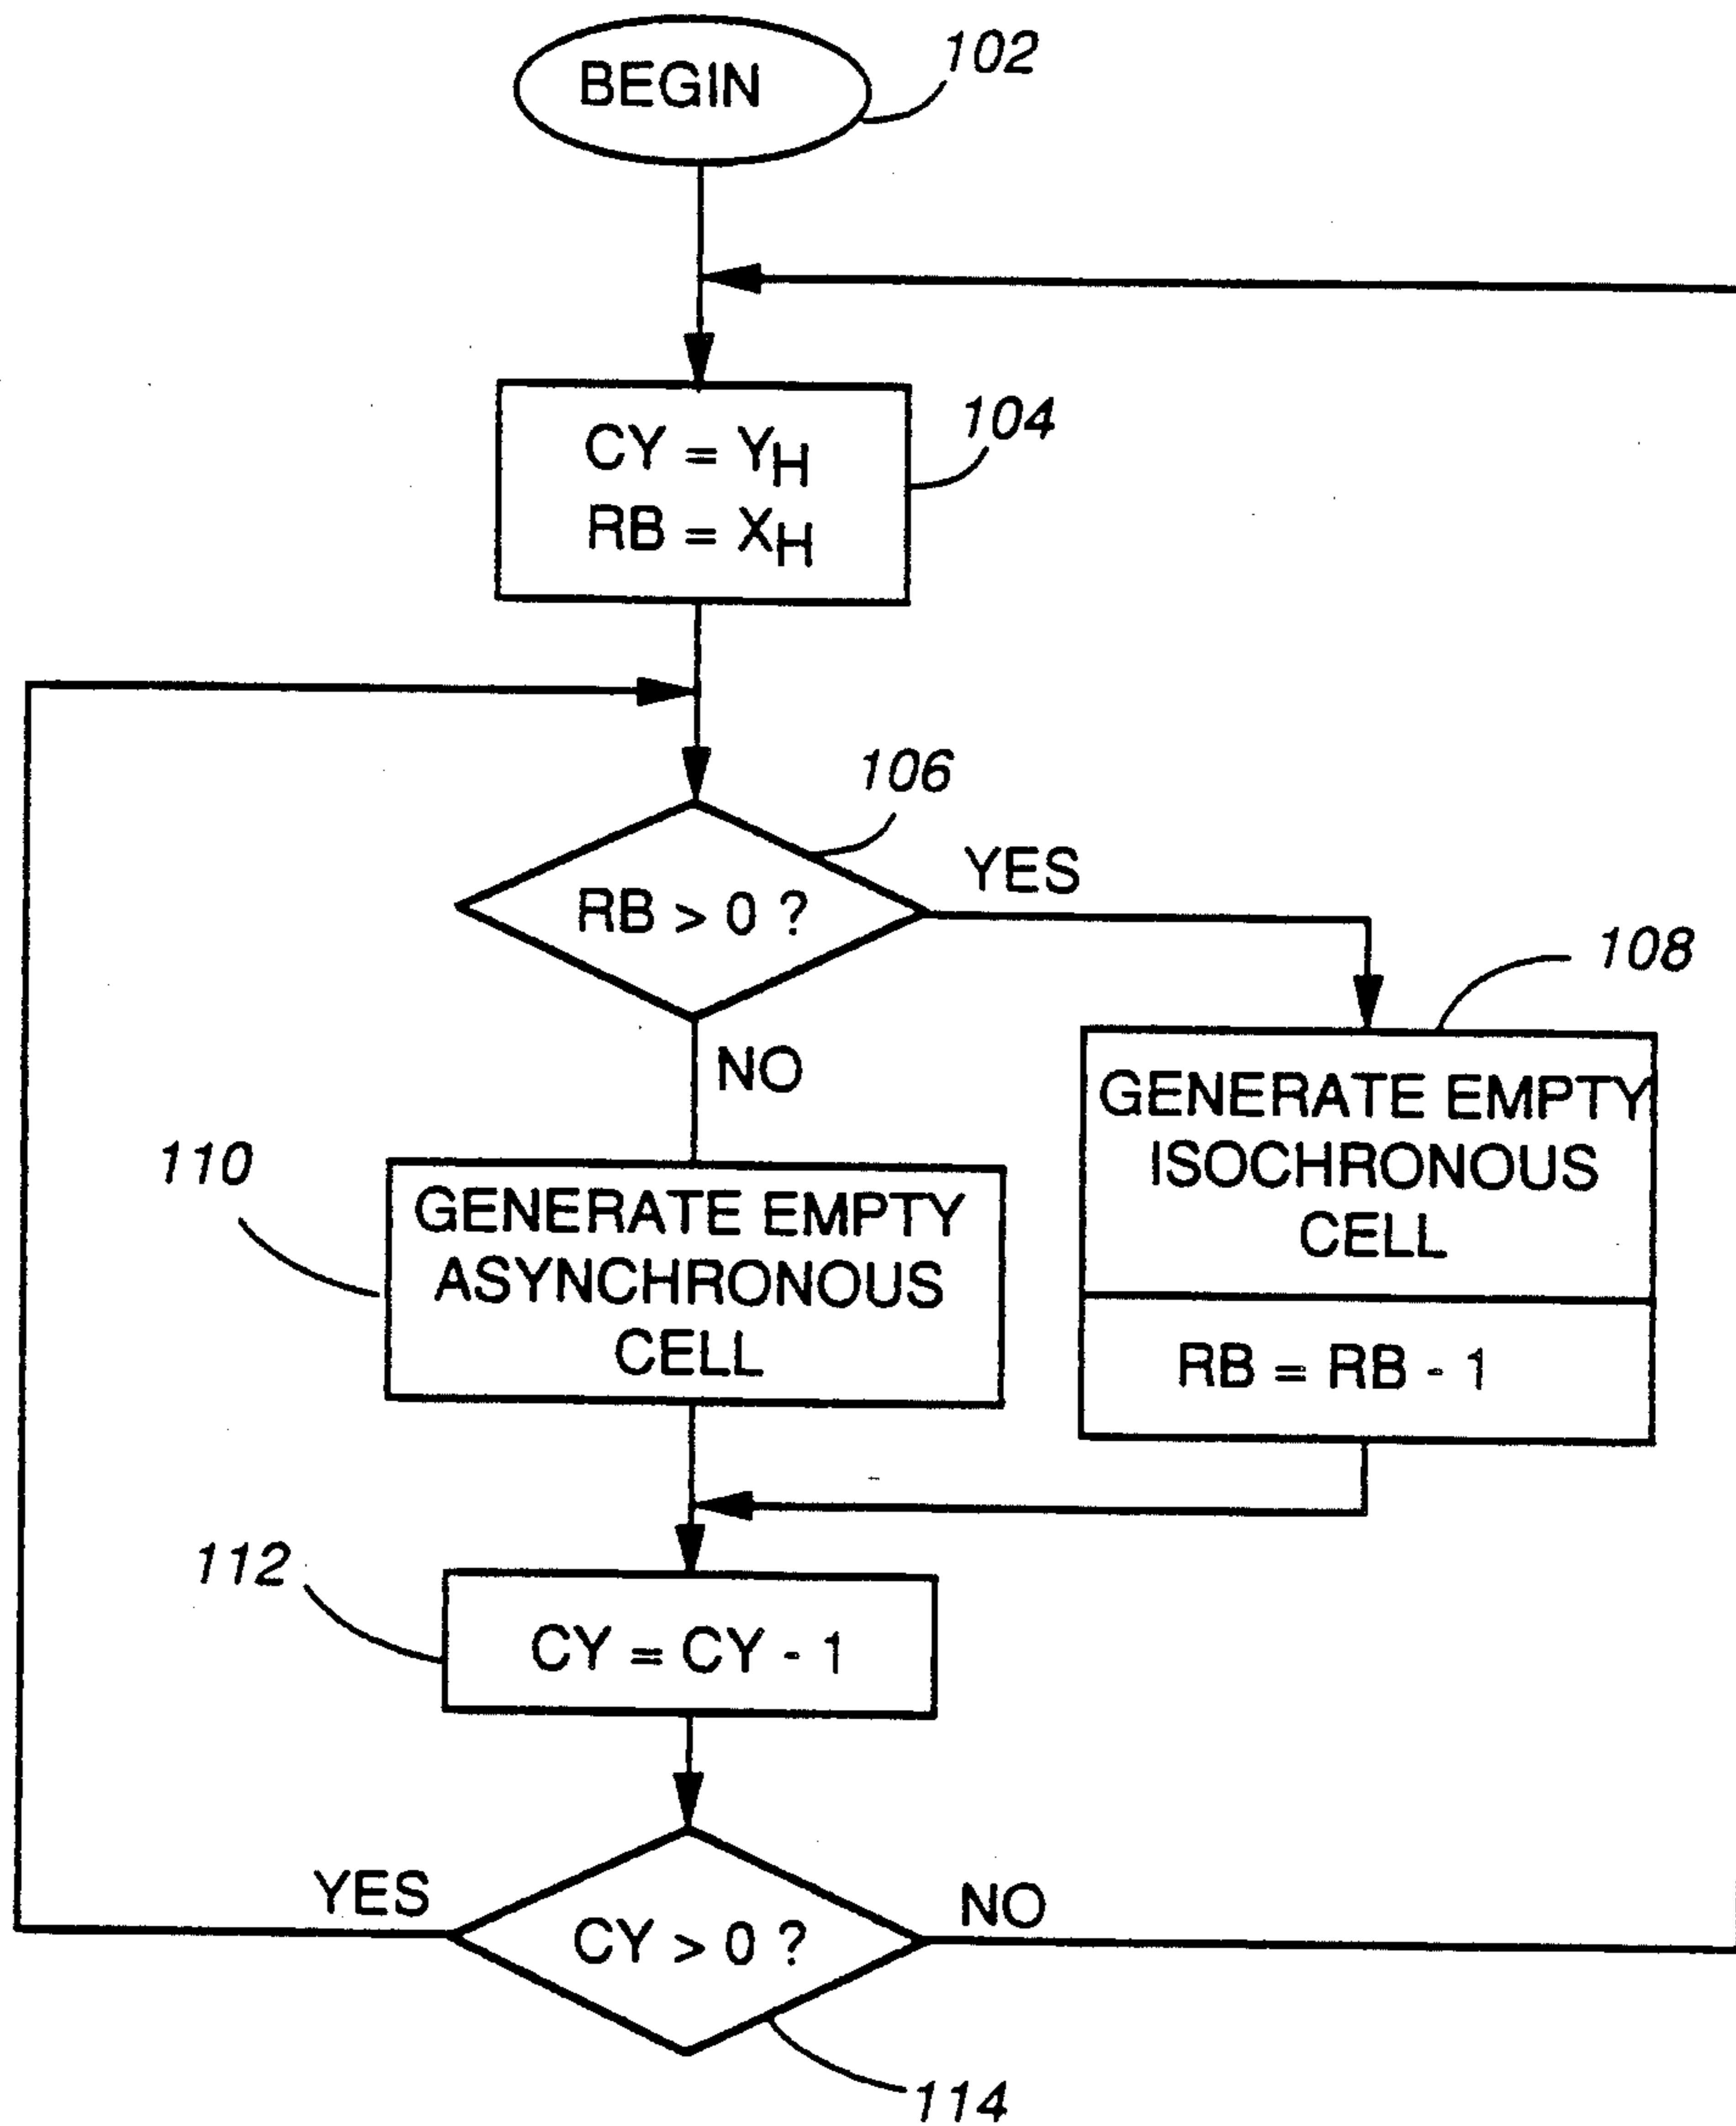 BEGIN
102
CY = YH
RB = XH
104
106
RB > 0 ?
YES
NO
108
GENERATE EMPTY
ISOCHRONOUS
CELL
RB = RB - 1
110
GENERATE EMPTY
ASYNCHRONOUS
CELL
112
CY = CY - 1
YES
CY > 0 ?
NO
114